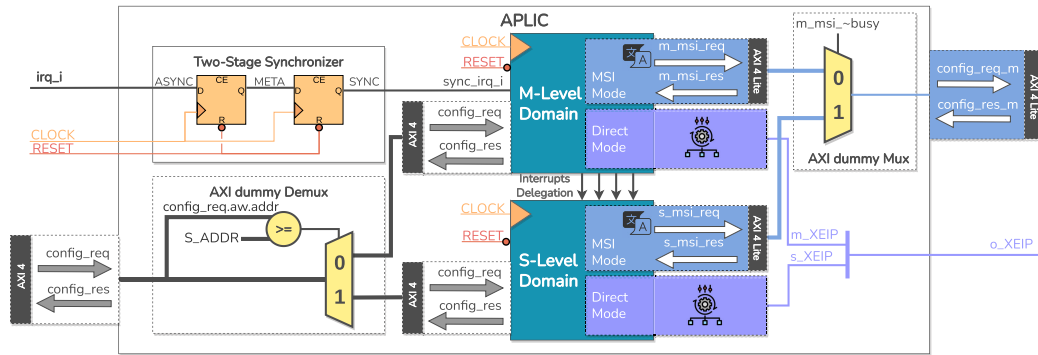 APLIC
Two-Stage Synchronizer
irq_i
ASYNC
CE
D
Q
R
META
CE
D
Q
R
SYNC
CLOCK
RESET
sync_irq_i
CLOCK
RESET
M-Level
Domain
MSI
Mode
文
A
m_msi_req
m_msi_res
AXI 4 Lite
Direct
Mode
AXI 4
config_req
config_res
Interrupts
Delegation
m_msi_~busy
0
1
AXI dummy Mux
config_req_m
config_res_m
AXI 4 Lite
AXI dummy Demux
config_req.aw.addr
S_ADDR
>=
0
1
AXI 4
config_req
config_res
AXI 4
config_req
config_res
CLOCK
RESET
S-Level
Domain
MSI
Mode
文
A
s_msi_req
s_msi_res
AXI 4 Lite
Direct
Mode
m_XEIP
s_XEIP
o_XEIP